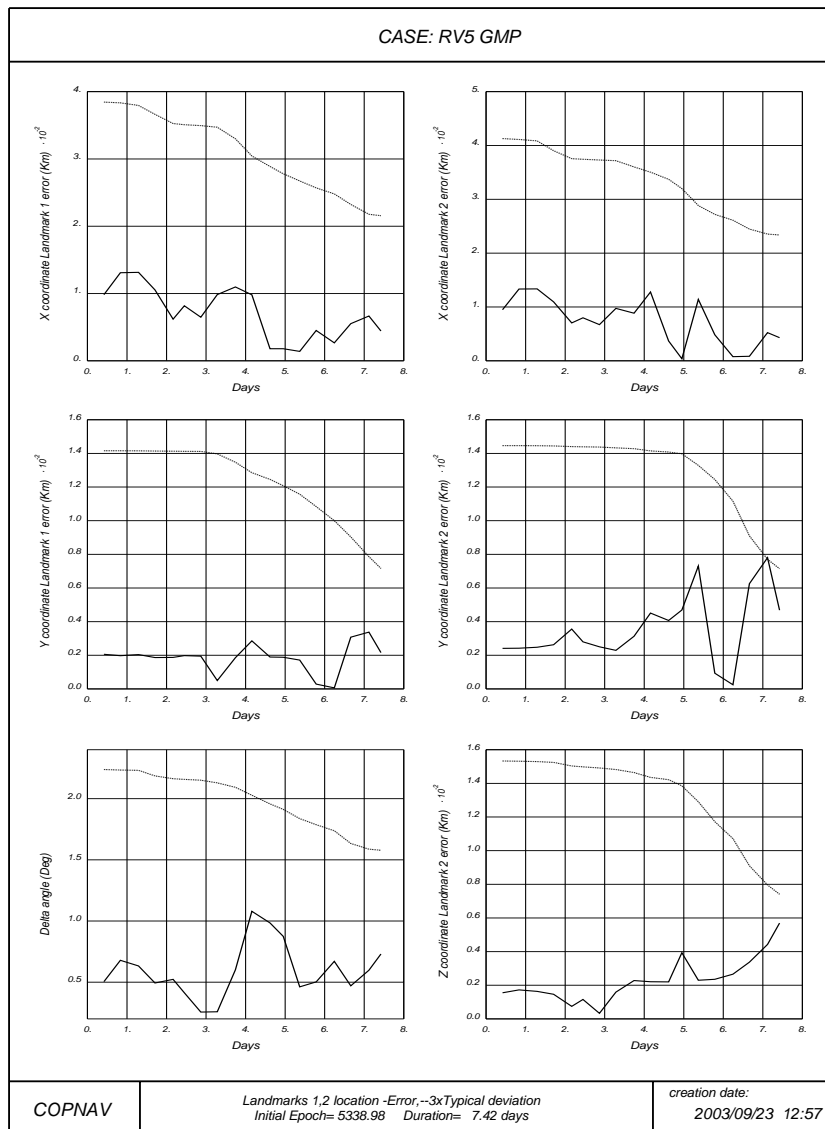 CASE: RV5 GMP
X coordinate Landmark 1 error (Km) · 10⁻²
4.
3.
2.
1.
0.
0. 1. 2. 3. 4. 5. 6. 7. 8.
Days
X coordinate Landmark 2 error (Km) · 10⁻²
5.
4.
3.
2.
1.
0.
0. 1. 2. 3. 4. 5. 6. 7. 8.
Days
Y coordinate Landmark 1 error (Km) · 10⁻²
1.6
1.4
1.2
1.0
0.8
0.6
0.4
0.2
0.0
0. 1. 2. 3. 4. 5. 6. 7. 8.
Days
Y coordinate Landmark 2 error (Km) · 10⁻²
1.6
1.4
1.2
1.0
0.8
0.6
0.4
0.2
0.0
0. 1. 2. 3. 4. 5. 6. 7. 8.
Days
Delta angle (Deg)
2.0
1.5
1.0
0.5
0. 1. 2. 3. 4. 5. 6. 7. 8.
Days
Z coordinate Landmark 2 error (Km) · 10⁻²
1.6
1.4
1.2
1.0
0.8
0.6
0.4
0.2
0.0
0. 1. 2. 3. 4. 5. 6. 7. 8.
Days
COPNAV
Landmarks 1,2 location -Error,--3xTypical deviation
Initial Epoch= 5338.98 Duration= 7.42 days
creation date:
2003/09/23 12:57